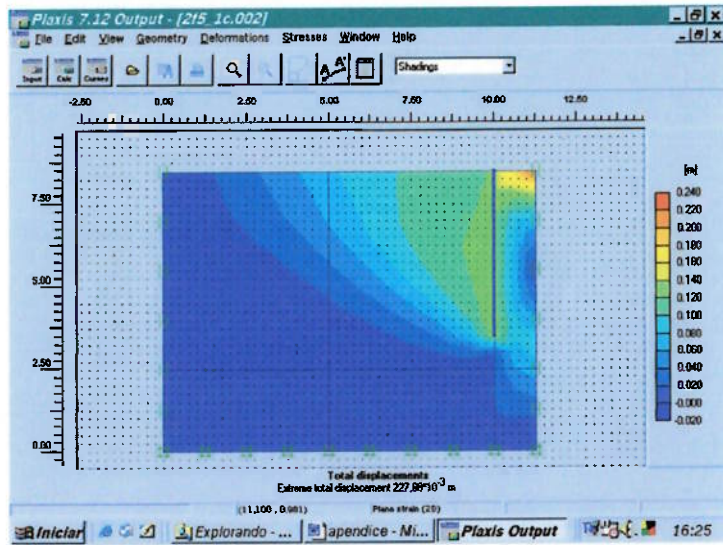 Plaxis 7.12 Output - [2f5_1c.002]
File Edit View Geometry Deformations Stresses Window Help
Input Calc Curves Shadings
-2.50 0.00 2.50 5.00 7.50 10.00 12.50
7.50
5.00
2.50
0.00
[m]
0.240
0.220
0.200
0.180
0.160
0.140
0.120
0.100
0.080
0.060
0.040
0.020
-0.000
-0.020
Total displacements
Extreme total displacement 227,88*10-3 m
(11,100 , 0.981) Plane strain (2D)
Iniciar Explorando - ... apendice - Mi... Plaxis Output 16:25